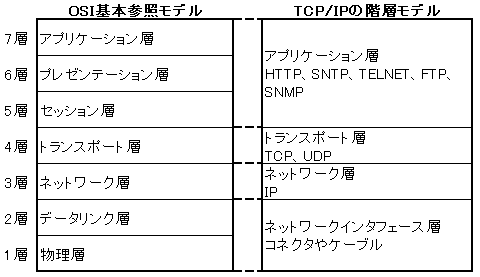 OSI基本参照モデル
TCP/IPの階層モデル
7層 アプリケーション層
6層 プレゼンテーション層
5層 セッション層
4層 トランスポート層
3層 ネットワーク層
2層 データリンク層
1層 物理層
アプリケーション層
HTTP、SNTP、TELNET、FTP、
SNMP
トランスポート層
TCP、UDP
ネットワーク層
IP
ネットワークインタフェース層
コネクタやケーブル